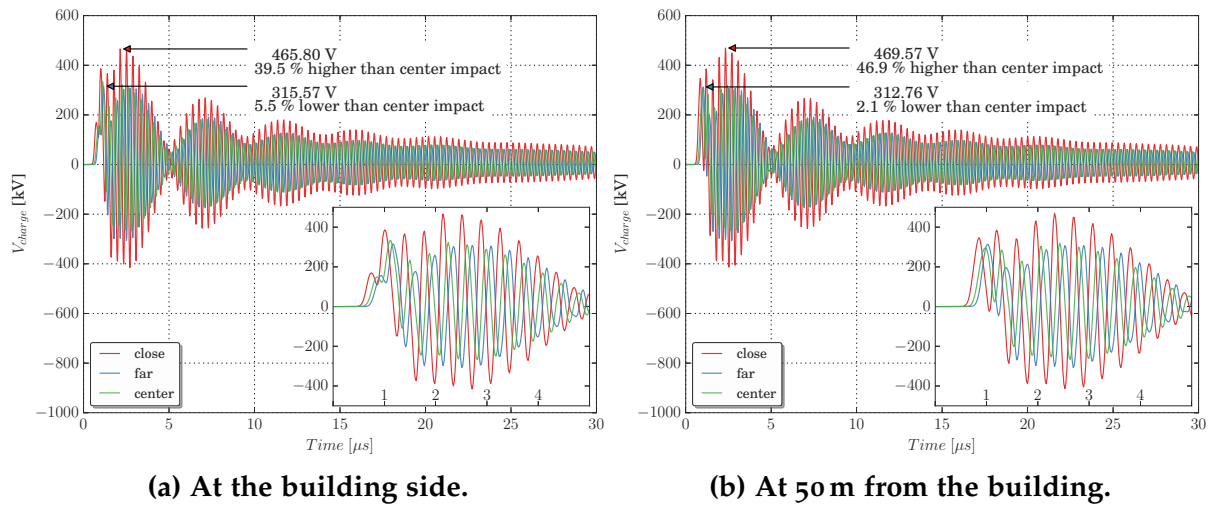 600
400
200
0
−200
−400
−600
−800
−1000
V_charge [kV]
465.80 V
39.5 % higher than center impact
315.57 V
5.5 % lower than center impact
400
200
0
−200
−400
1 2 3 4
close
far
center
0 5 10 15 20 25 30
Time [μs]
(a) At the building side.
600
400
200
0
−200
−400
−600
−800
−1000
V_charge [kV]
469.57 V
46.9 % higher than center impact
312.76 V
2.1 % lower than center impact
400
200
0
−200
−400
1 2 3 4
close
far
center
0 5 10 15 20 25 30
Time [μs]
(b) At 50 m from the building.